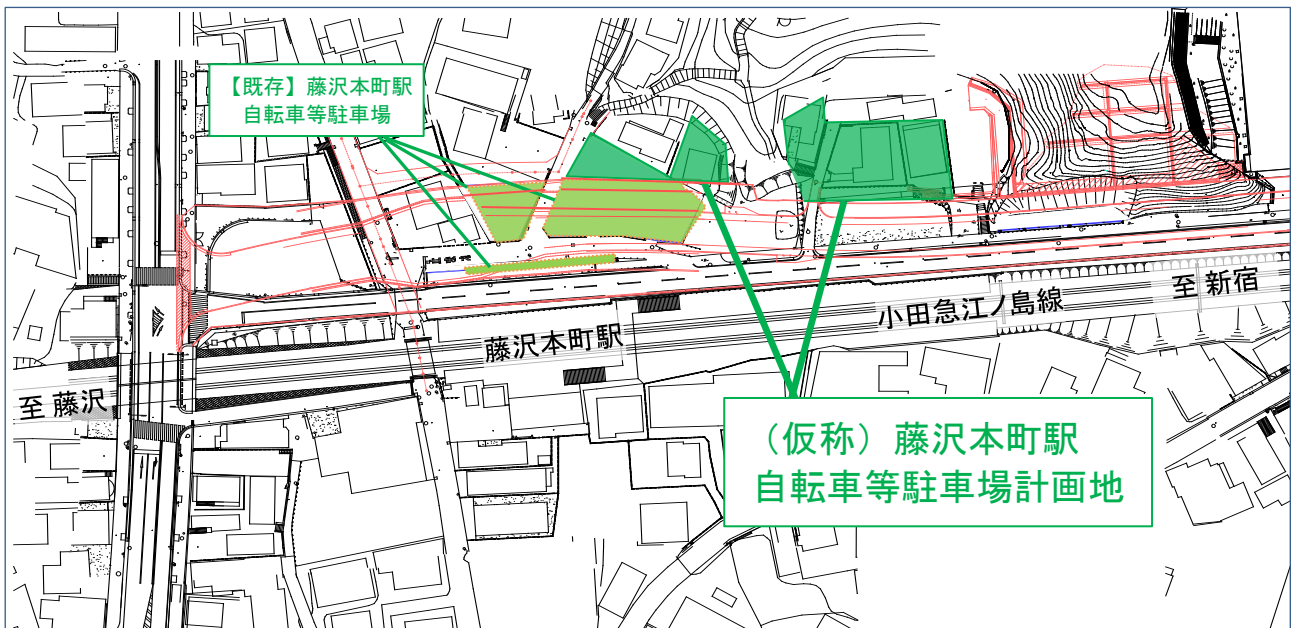 【既存】藤沢本町駅
自転車等駐車場
至 新宿
小田急江ノ島線
藤沢本町駅
至 藤沢
（仮称）藤沢本町駅
自転車等駐車場計画地